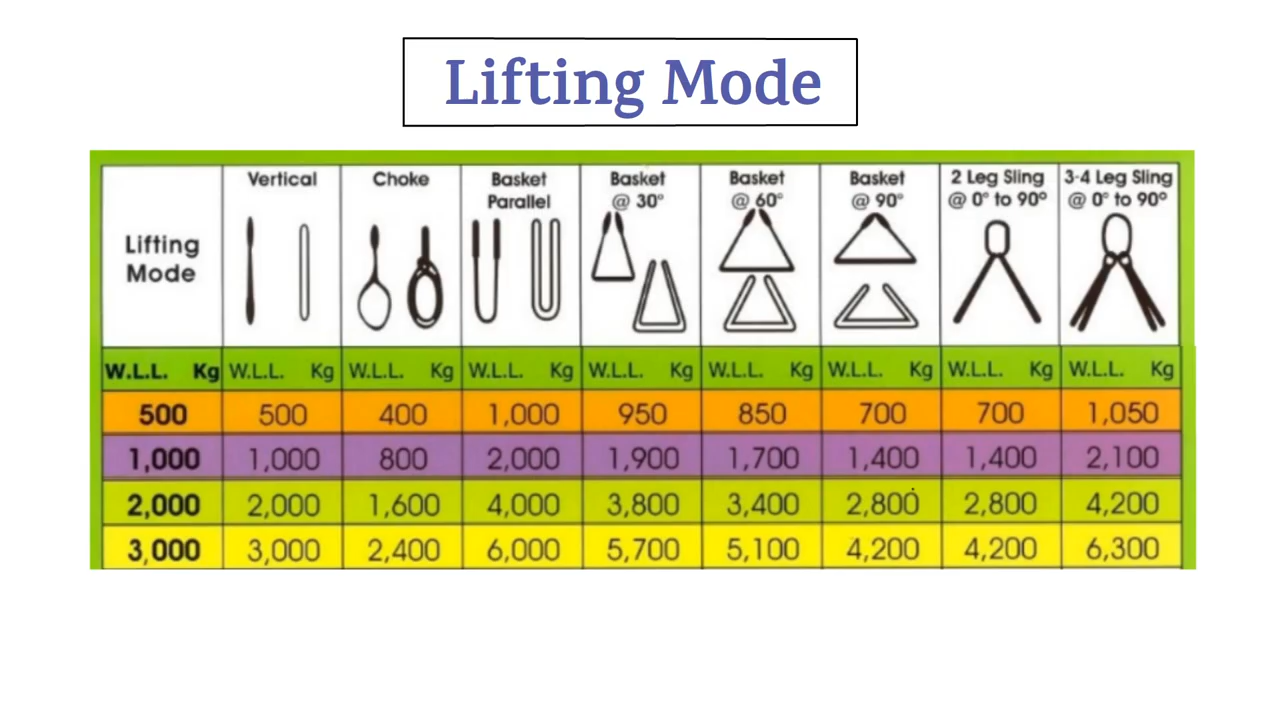 Lifting Mode
Lifting Mode Vertical Choke Basket Parallel Basket @ 30° Basket @ 60° Basket @ 90° 2 Leg Sling @ 0° to 90° 3-4 Leg Sling @ 0° to 90°
W.L.L. Kg W.L.L. Kg W.L.L. Kg W.L.L. Kg W.L.L. Kg W.L.L. Kg W.L.L. Kg W.L.L. Kg W.L.L. Kg
500 500 400 1,000 950 850 700 700 1,050
1,000 1,000 800 2,000 1,900 1,700 1,400 1,400 2,100
2,000 2,000 1,600 4,000 3,800 3,400 2,800 2,800 4,200
3,000 3,000 2,400 6,000 5,700 5,100 4,200 4,200 6,300